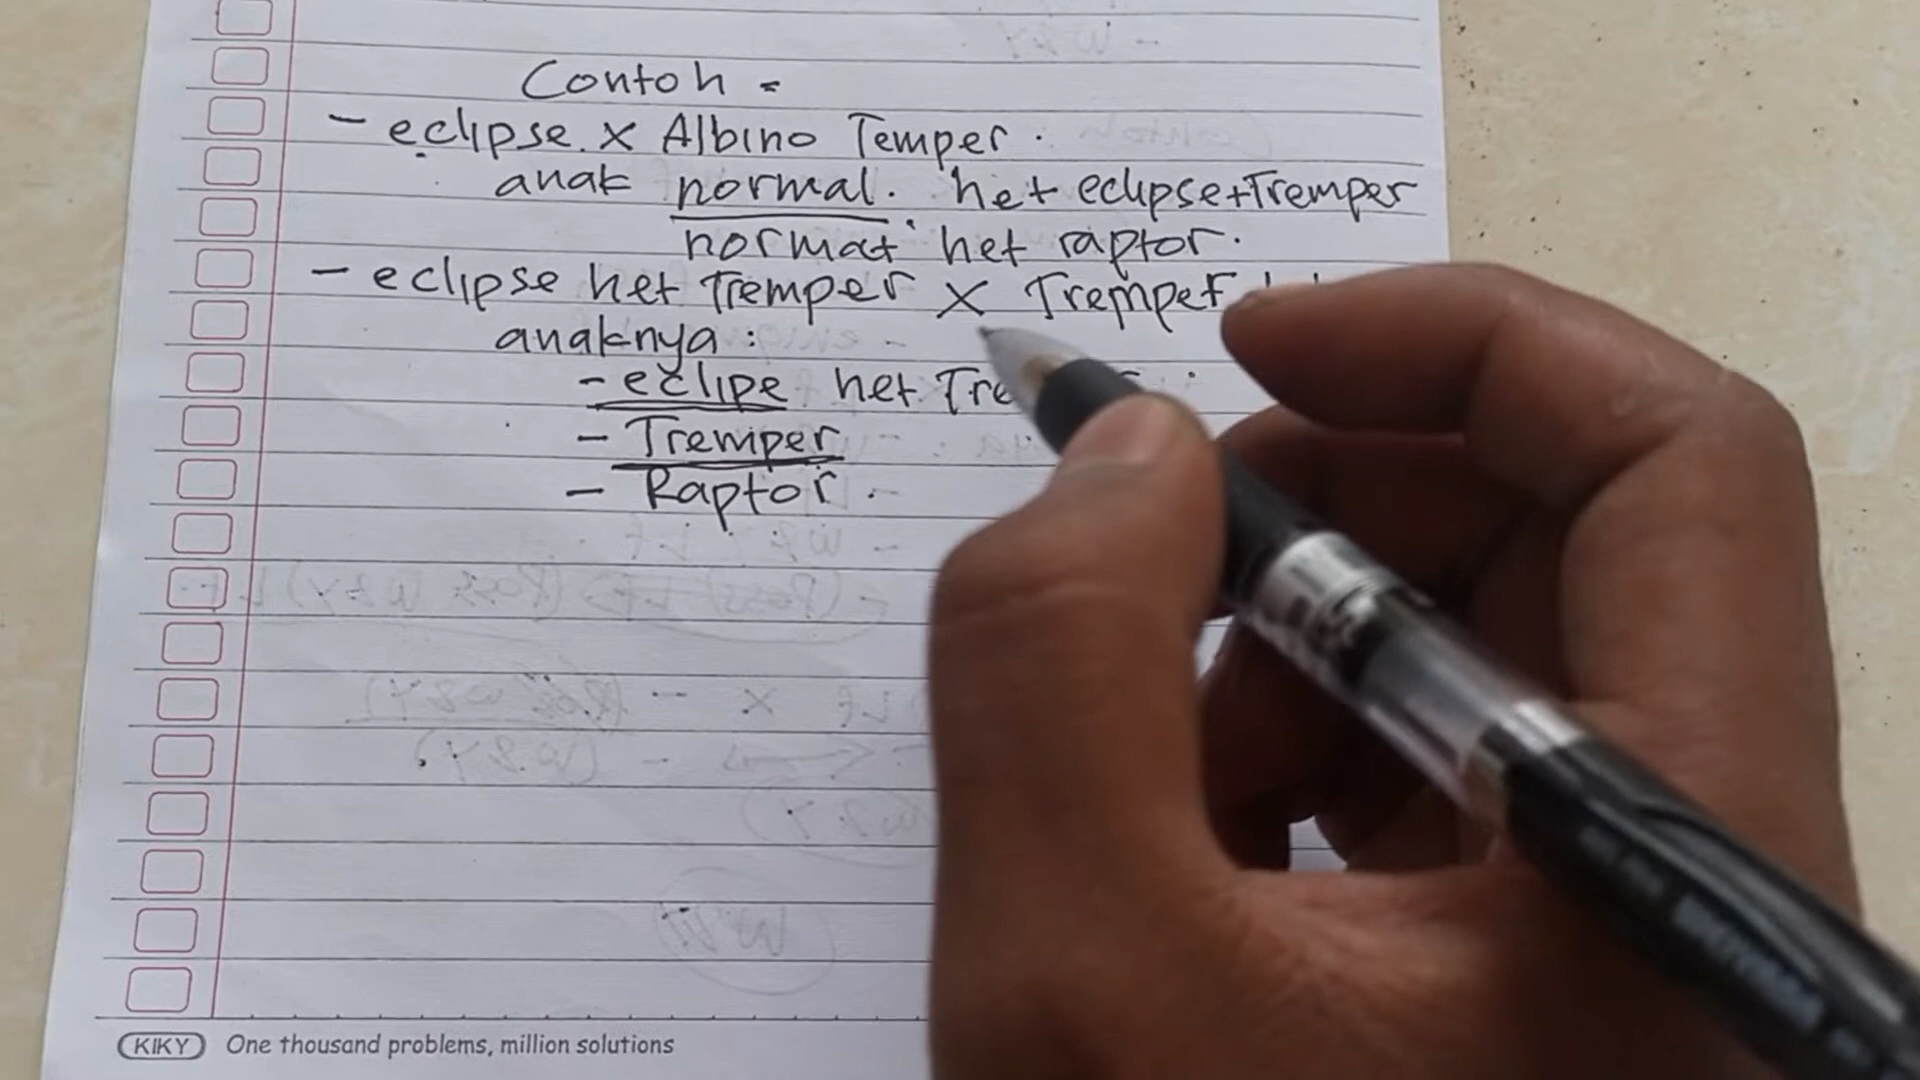 Contoh =
- eclipse x Albino Temper.
anak normal. het eclipse+Tremper
normat het raptor.
- eclipse het Tremper x Tremper
anaknya :
- eclipe het
- Tremper
- Raptor.
KIKY One thousand problems, million solutions